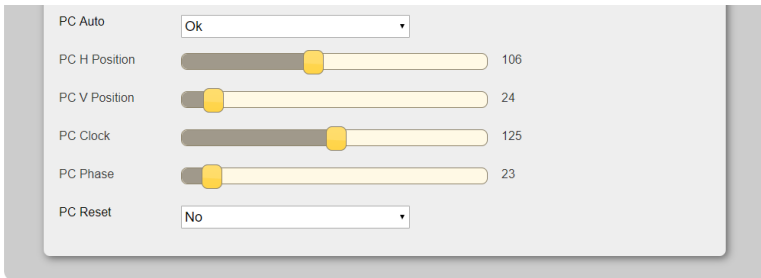 PC Auto Ok
PC H Position 106
PC V Position 24
PC Clock 125
PC Phase 23
PC Reset No